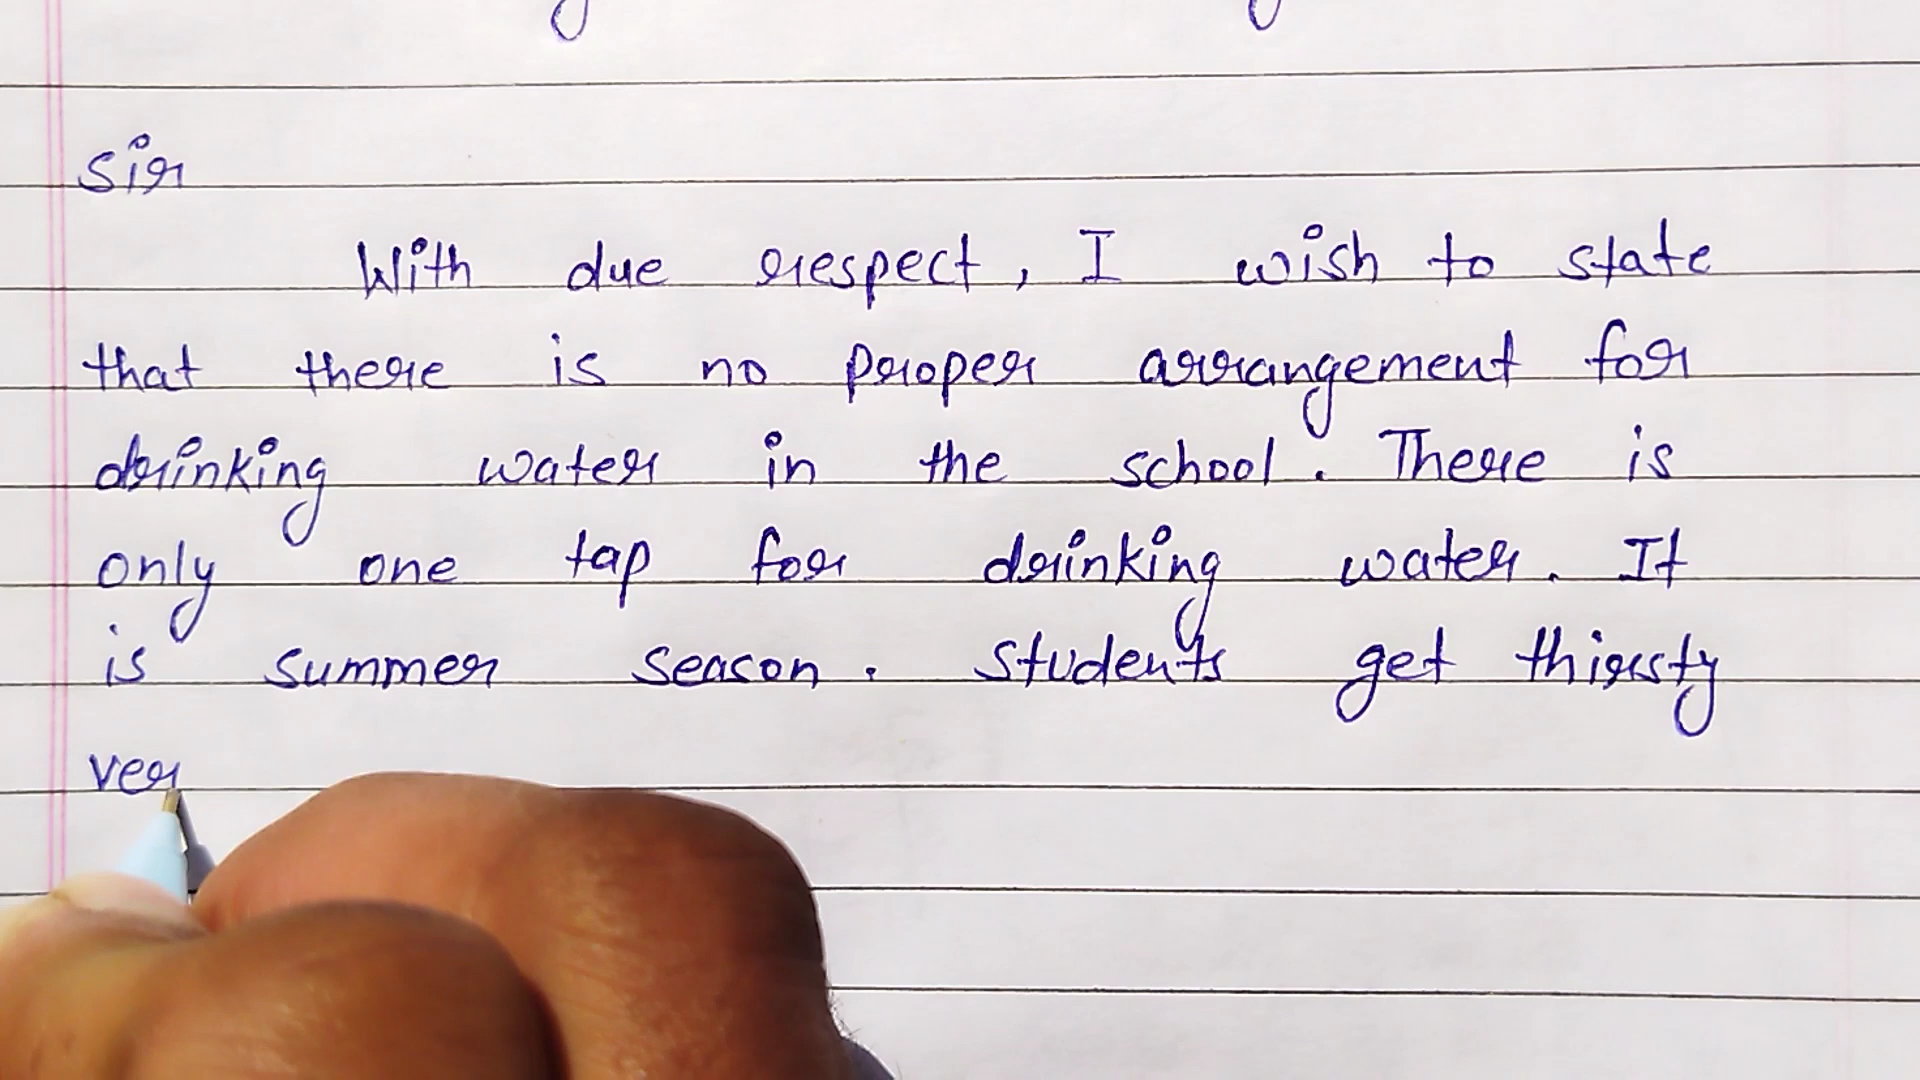 Sir
With due respect, I wish to state
that there is no proper arrangement for
drinking water in the school. There is
only one tap for drinking water. It
is summer season. Students get thirsty
ver